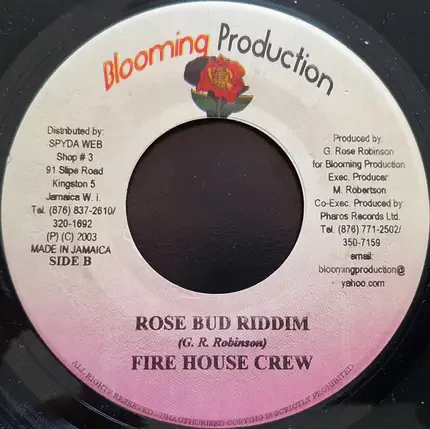 Blooming Production
Distributed by:
SPYDA WEB
Shop # 3
91 Slipe Road
Kingston 5
Jamaica W. I.
Tel. (876) 837-2610/
320-1692
(P) (C) 2003
MADE IN JAMAICA
SIDE B
Produced by:
G. Rose Robinson
for Blooming Production
Exec. Producer
M. Robertson
Co-Exec. Produced by:
Pharos Records Ltd.
Tel: (876) 771-2502/
350-7159
email:
bloomingproduction@
yahoo.com
ROSE BUD RIDDIM
(G. R. Robinson)
FIRE HOUSE CREW
ALL RIGHTS RESERVED - UNAUTHORISED COPYING IS STRICTLY PROHIBITED